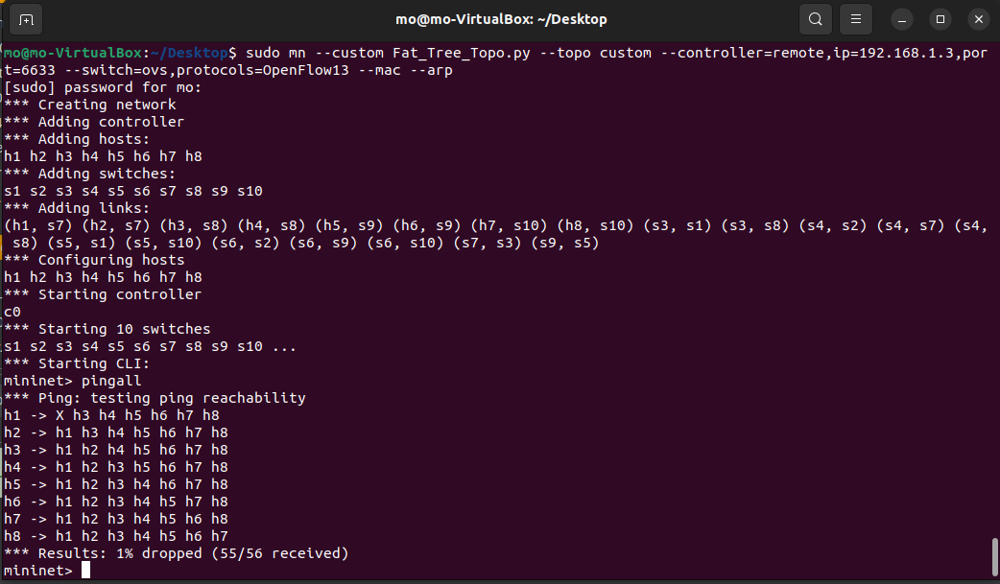 mo@mo-VirtualBox: ~/Desktop
mo@mo-VirtualBox:~/Desktop$ sudo mn --custom Fat_Tree_Topo.py --topo custom --controller=remote,ip=192.168.1.3,por
t=6633 --switch=ovs,protocols=OpenFlow13 --mac --arp
[sudo] password for mo:
*** Creating network
*** Adding controller
*** Adding hosts:
h1 h2 h3 h4 h5 h6 h7 h8
*** Adding switches:
s1 s2 s3 s4 s5 s6 s7 s8 s9 s10
*** Adding links:
(h1, s7) (h2, s7) (h3, s8) (h4, s8) (h5, s9) (h6, s9) (h7, s10) (h8, s10) (s3, s1) (s3, s8) (s4, s2) (s4, s7) (s4,
 s8) (s5, s1) (s5, s10) (s6, s2) (s6, s9) (s6, s10) (s7, s3) (s9, s5)
*** Configuring hosts
h1 h2 h3 h4 h5 h6 h7 h8
*** Starting controller
c0
*** Starting 10 switches
s1 s2 s3 s4 s5 s6 s7 s8 s9 s10 ...
*** Starting CLI:
mininet> pingall
*** Ping: testing ping reachability
h1 -> X h3 h4 h5 h6 h7 h8
h2 -> h1 h3 h4 h5 h6 h7 h8
h3 -> h1 h2 h4 h5 h6 h7 h8
h4 -> h1 h2 h3 h5 h6 h7 h8
h5 -> h1 h2 h3 h4 h6 h7 h8
h6 -> h1 h2 h3 h4 h5 h7 h8
h7 -> h1 h2 h3 h4 h5 h6 h8
h8 -> h1 h2 h3 h4 h5 h6 h7
*** Results: 1% dropped (55/56 received)
mininet>